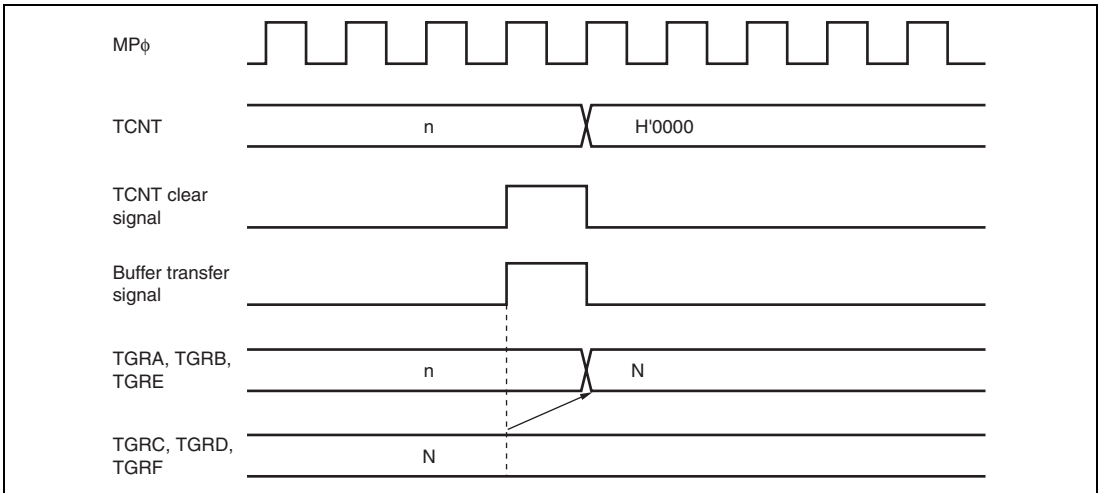 MPϕ
TCNT
n
H'0000
TCNT clear
signal
Buffer transfer
signal
TGRA, TGRB,
TGRE
n
N
TGRC, TGRD,
TGRF
N